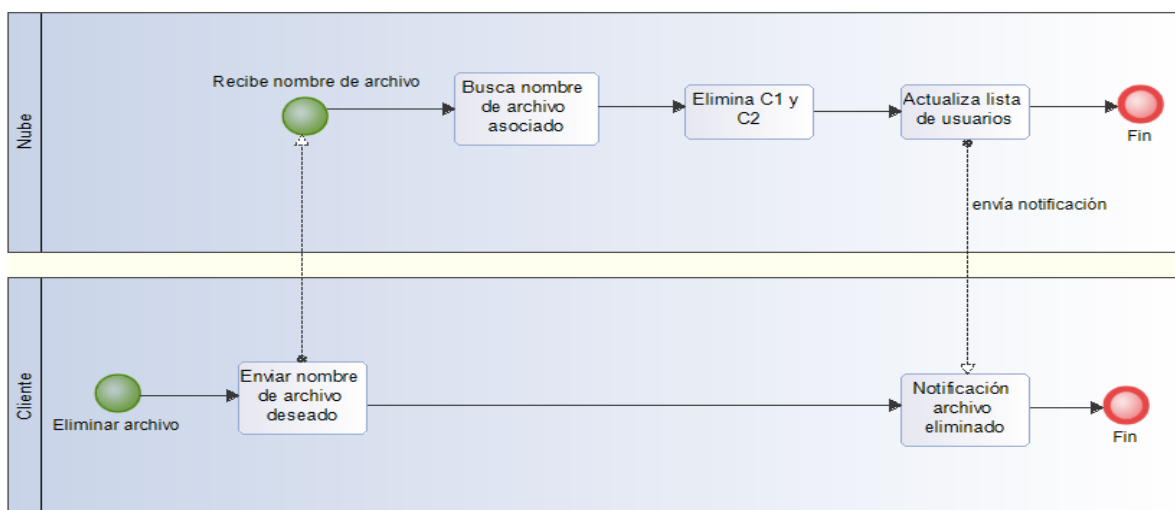 Nube
Recibe nombre de archivo
Busca nombre
de archivo
asociado
Elimina C1 y
C2
Actualiza lista
de usuarios
Fin
envía notificación
Cliente
Eliminar archivo
Enviar nombre
de archivo
deseado
Notificación
archivo
eliminado
Fin